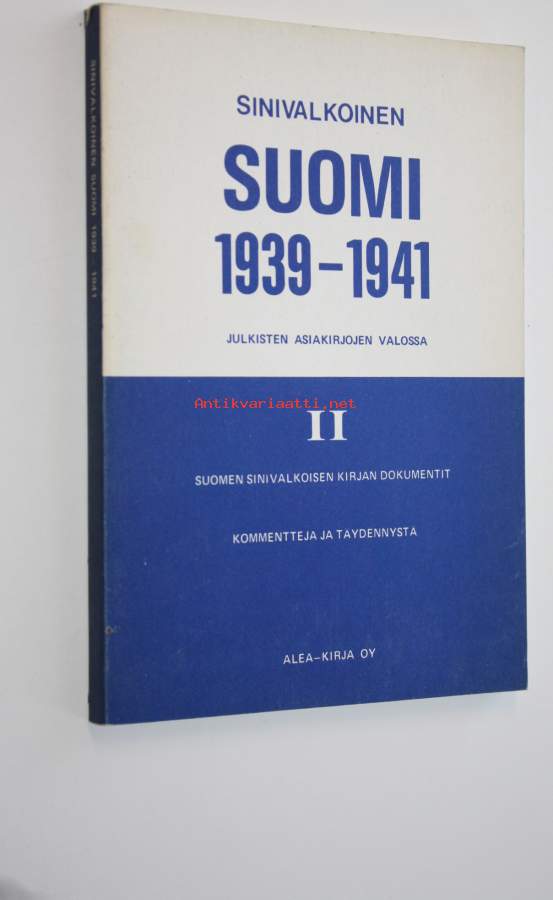 SINIVALKOINEN SUOMI 1939 - 1941
SINIVALKOINEN
SUOMI
1939-1941
JULKISTEN ASIAKIRJOJEN VALOSSA
Antikvariaatti.net
II
SUOMEN SINIVALKOISEN KIRJAN DOKUMENTIT
KOMMENTTEJA JA TÄYDENNYSTÄ
ALEA-KIRJA OY